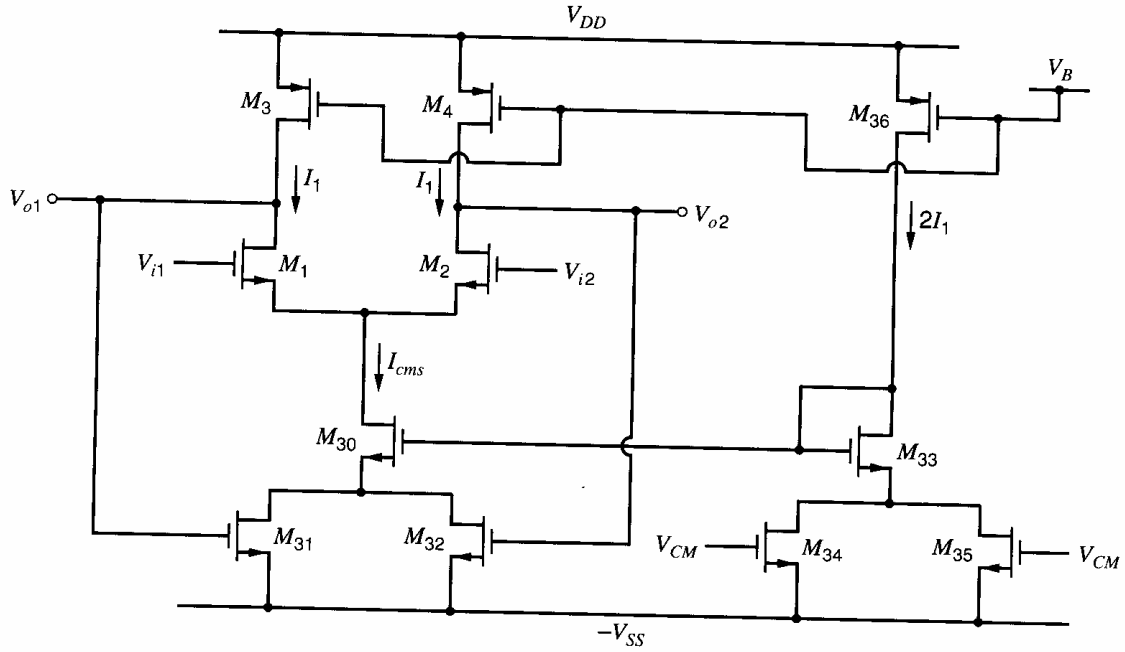 V_DD
V_B
M_3
M_4
M_36
I_1
I_1
V_o1
V_o2
2I_1
V_i1
M_1
M_2
V_i2
I_cms
M_30
M_33
M_31
M_32
V_CM
M_34
M_35
V_CM
-V_SS